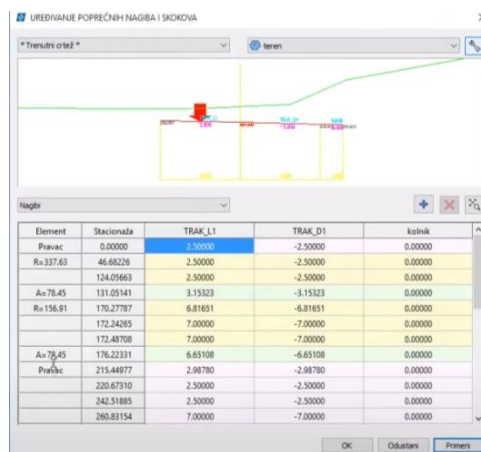 UREĐIVANJE POPREČNIH NAGIBA I SKOKOVA
* Trenutni crtež *
teren
Nagibi
Element Stacionaža TRAK_L1 TRAK_D1 kolnik
Pravac 0.00000 2.50000 -2.50000 0.00000
R=337.63 46.68226 2.50000 -2.50000 0.00000
124.05663 2.50000 -2.50000 0.00000
A=78.45 131.05141 3.15323 -3.15323 0.00000
R=156.91 170.27787 6.81651 -6.81651 0.00000
172.24265 7.00000 -7.00000 0.00000
172.48708 7.00000 -7.00000 0.00000
A=78.45 176.22331 6.65108 -6.65108 0.00000
Pravac 215.44977 2.98780 -2.98780 0.00000
220.67310 2.50000 -2.50000 0.00000
242.51885 2.50000 -2.50000 0.00000
260.83154 7.00000 -7.00000 0.00000
OK Odustani Primeni